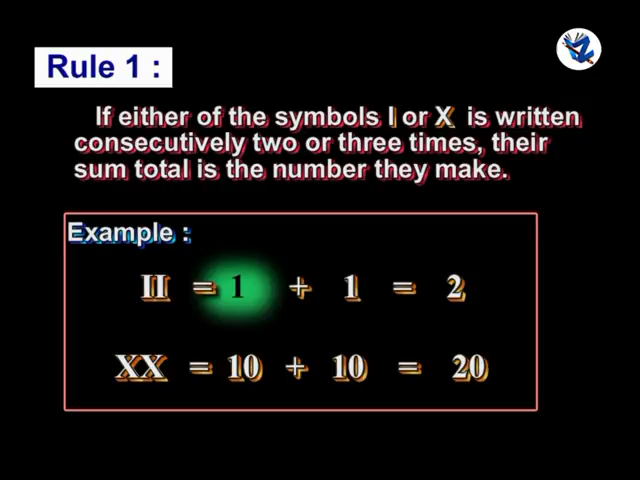 Rule 1 :
If either of the symbols I or X is written
consecutively two or three times, their
sum total is the number they make.
Example :
II = 1 + 1 = 2
XX = 10 + 10 = 20